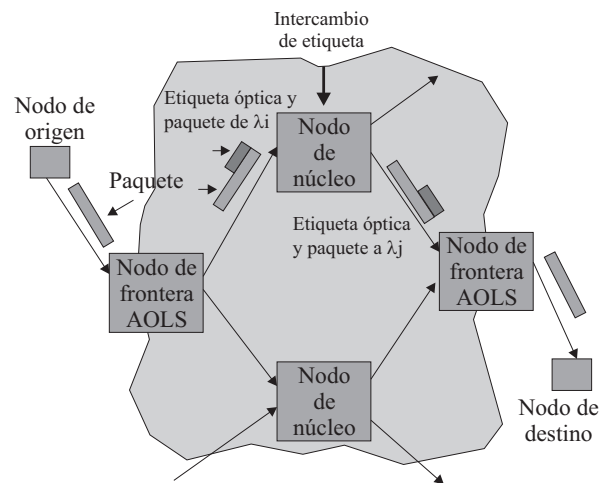 Intercambio
de etiqueta
Etiqueta óptica y
paquete de λi
Nodo de
origen
Paquete
Nodo
de
núcleo
Etiqueta óptica
y paquete a λj
Nodo de
frontera
AOLS
Nodo de
frontera
AOLS
Nodo
de
núcleo
Nodo de
destino